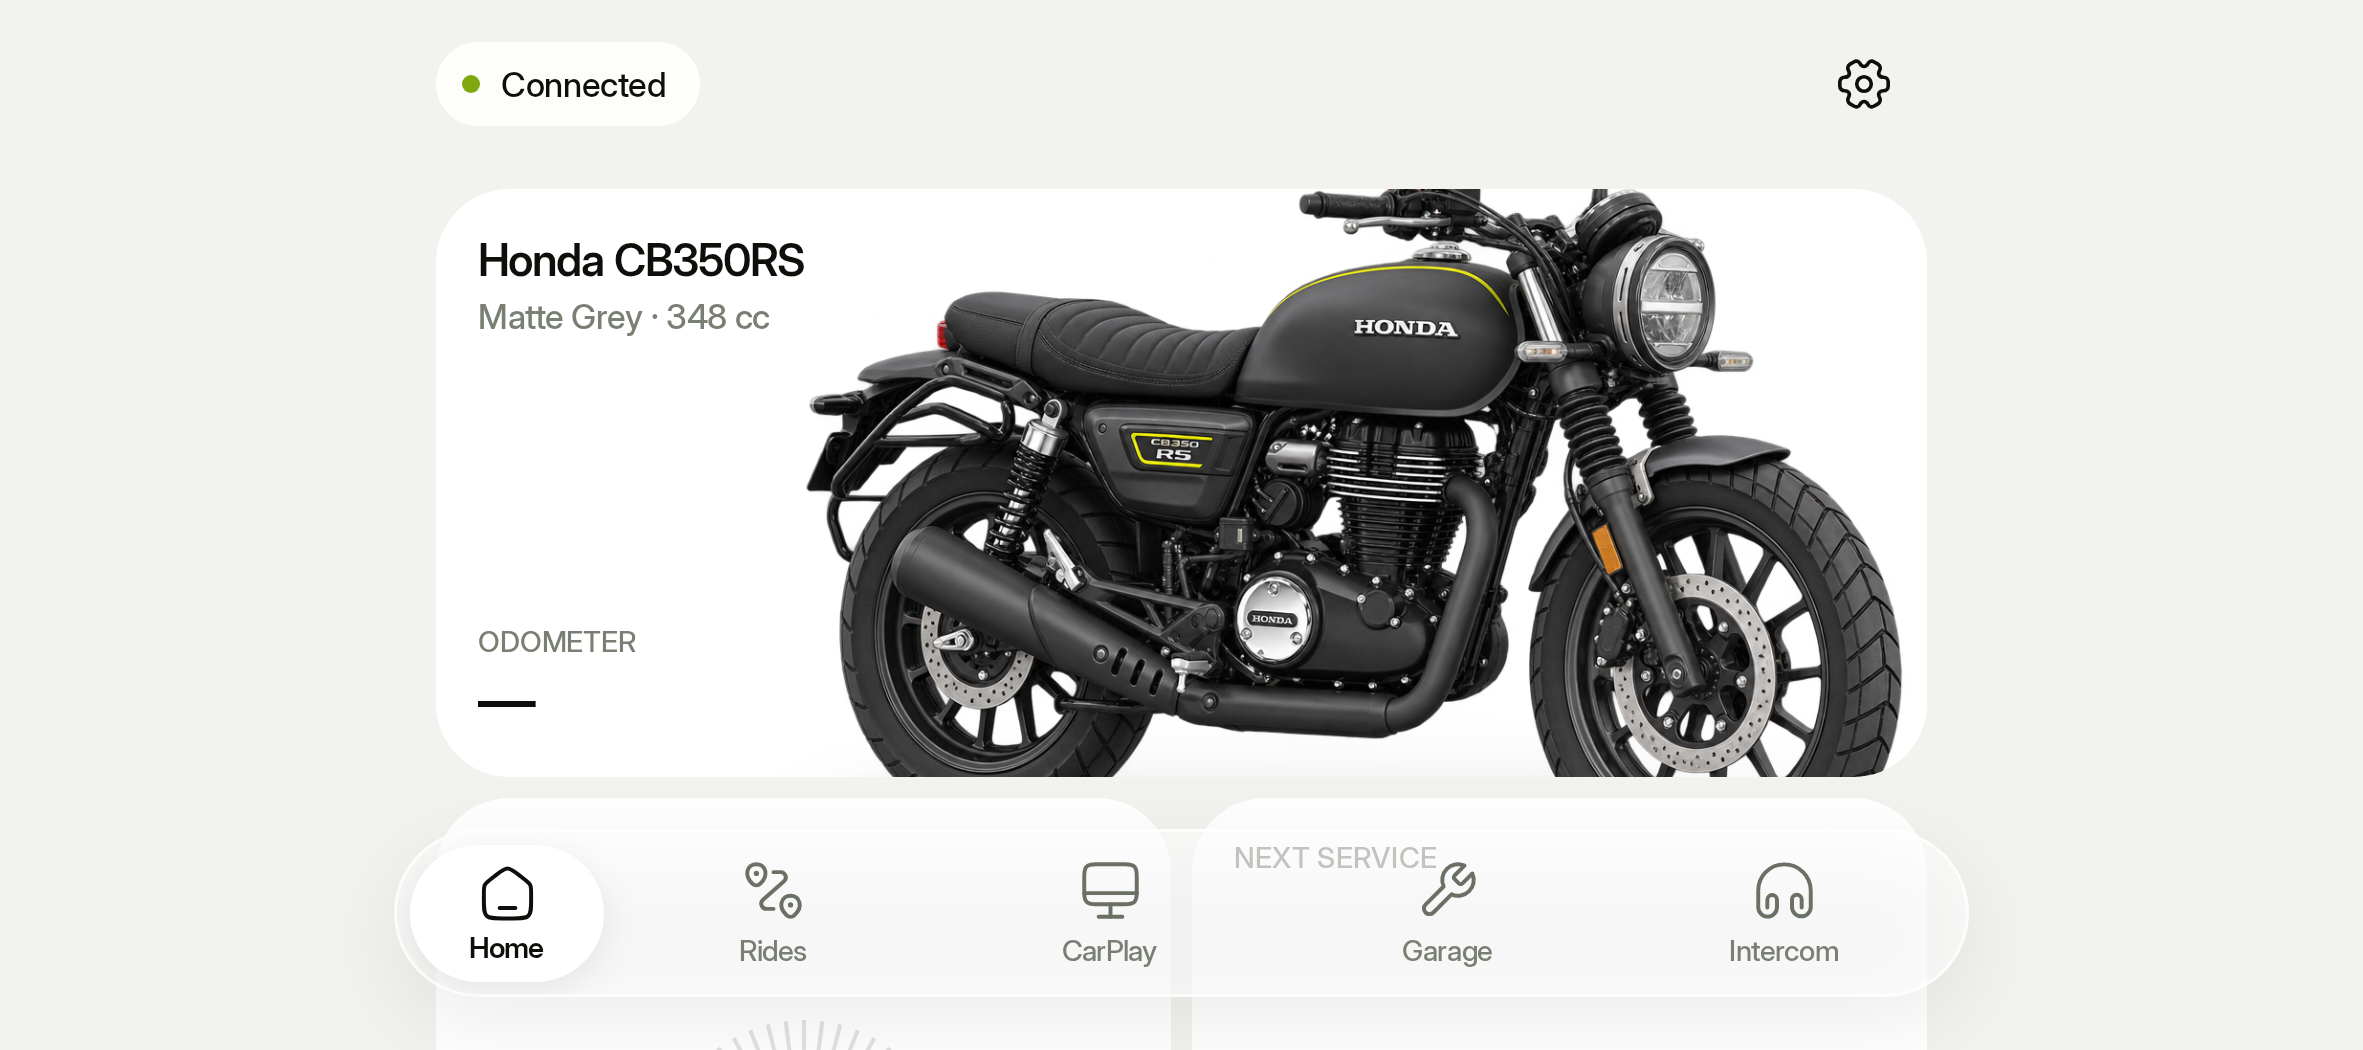 Connected
Honda CB350RS
Matte Grey · 348 cc
HONDA
CB350
RS
HONDA
ODOMETER
—
NEXT SERVICE
Home
Rides
CarPlay
Garage
Intercom